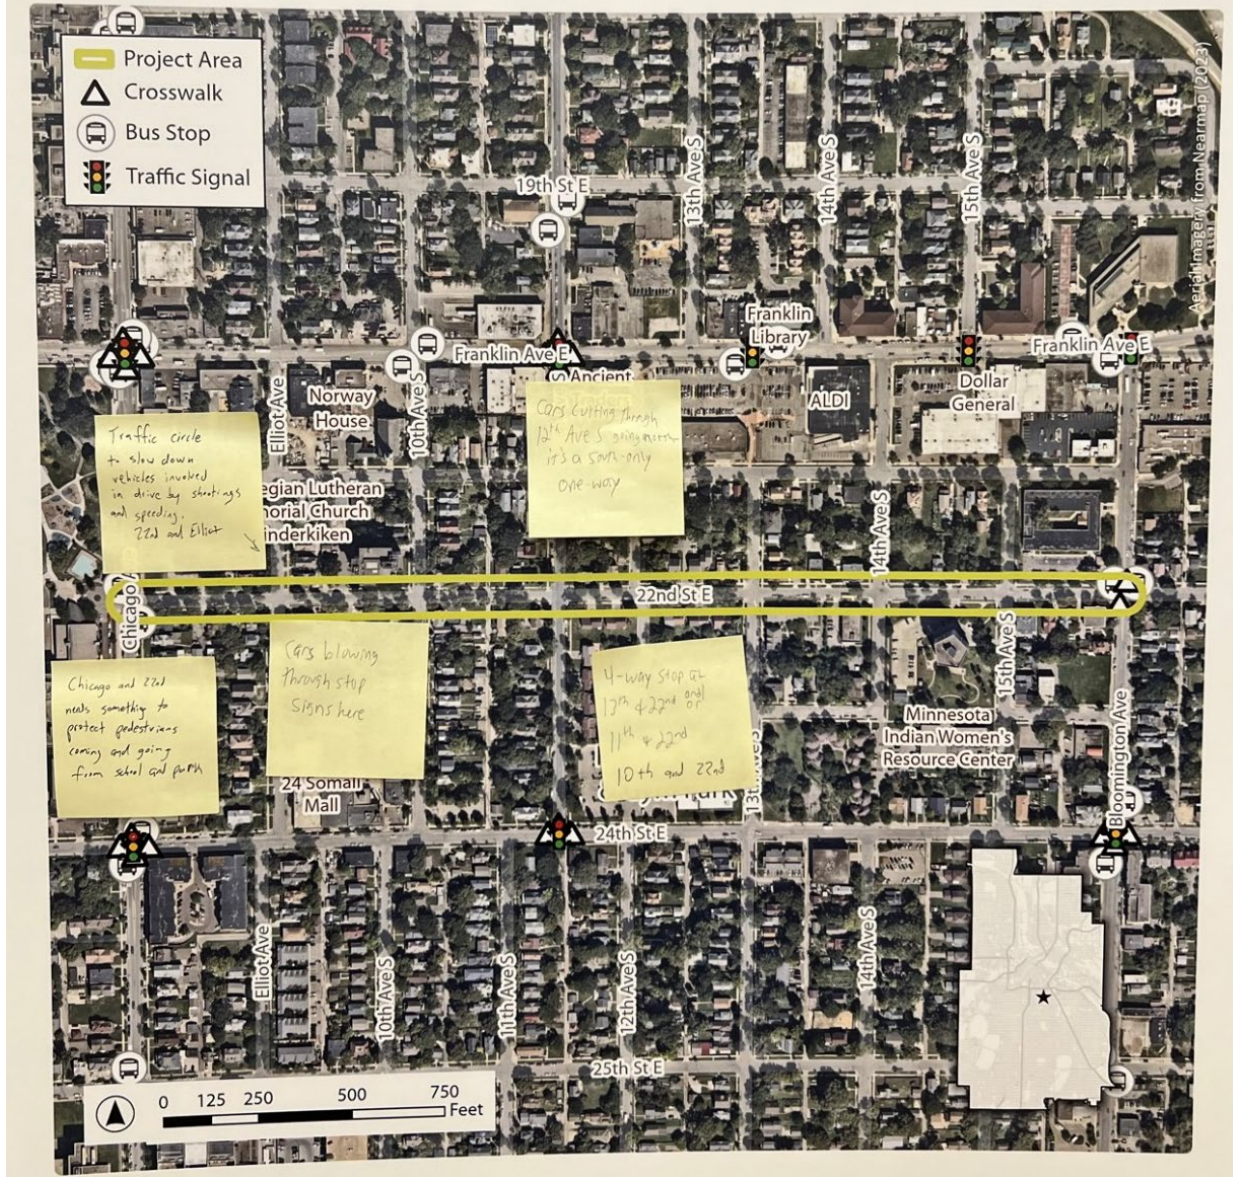 Project Area
Crosswalk
Bus Stop
Traffic Signal
Aerial Imagery from Nearmap (2023)
19th St E
13th Ave S
14th Ave S
15th Ave S
Franklin
Library
Franklin Ave E
Franklin Ave E
Ancient
Elliot Ave
Norway
House
10th Ave S
ALDI
Dollar
General
Traffic circle
to slow down
vehicles involved
in drive by shootings
and speeding.
22nd and Elliot
Cars cutting through
12th Ave S going north
it's a south-only
one-way
egian Lutheran
orial Church
inderkiken
14th Ave S
22nd St E
Chicago
15th Ave S
Chicago and 22nd
needs something to
protect pedestrians
coming and going
from school and park
Cars blowing
through stop
signs here
4-way stop at
13th & 22nd and/or
11th & 22nd
10th and 22nd
Minnesota
Indian Women's
Resource Center
Bloomington Ave
24 Somali
Mall
13th
24th St E
Elliot Ave
10th Ave S
11th Ave S
12th Ave S
14th Ave S
25th St E
0 125 250 500 750
Feet